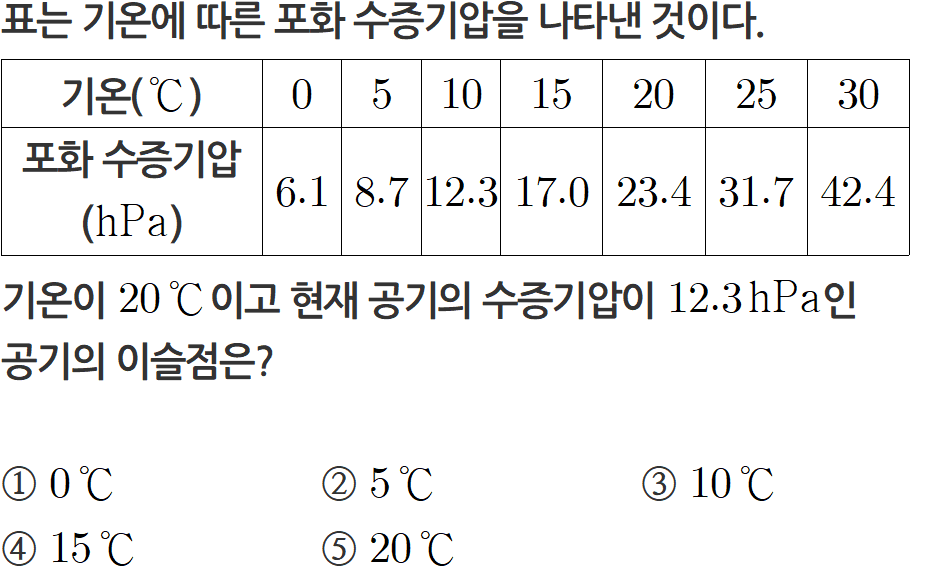 표는 기온에 따른 포화 수증기압을 나타낸 것이다.
기온(℃) 0 5 10 15 20 25 30
포화 수증기압
(hPa) 6.1 8.7 12.3 17.0 23.4 31.7 42.4
기온이 20℃이고 현재 공기의 수증기압이 12.3hPa인
공기의 이슬점은?
① 0℃ ② 5℃ ③ 10℃
④ 15℃ ⑤ 20℃